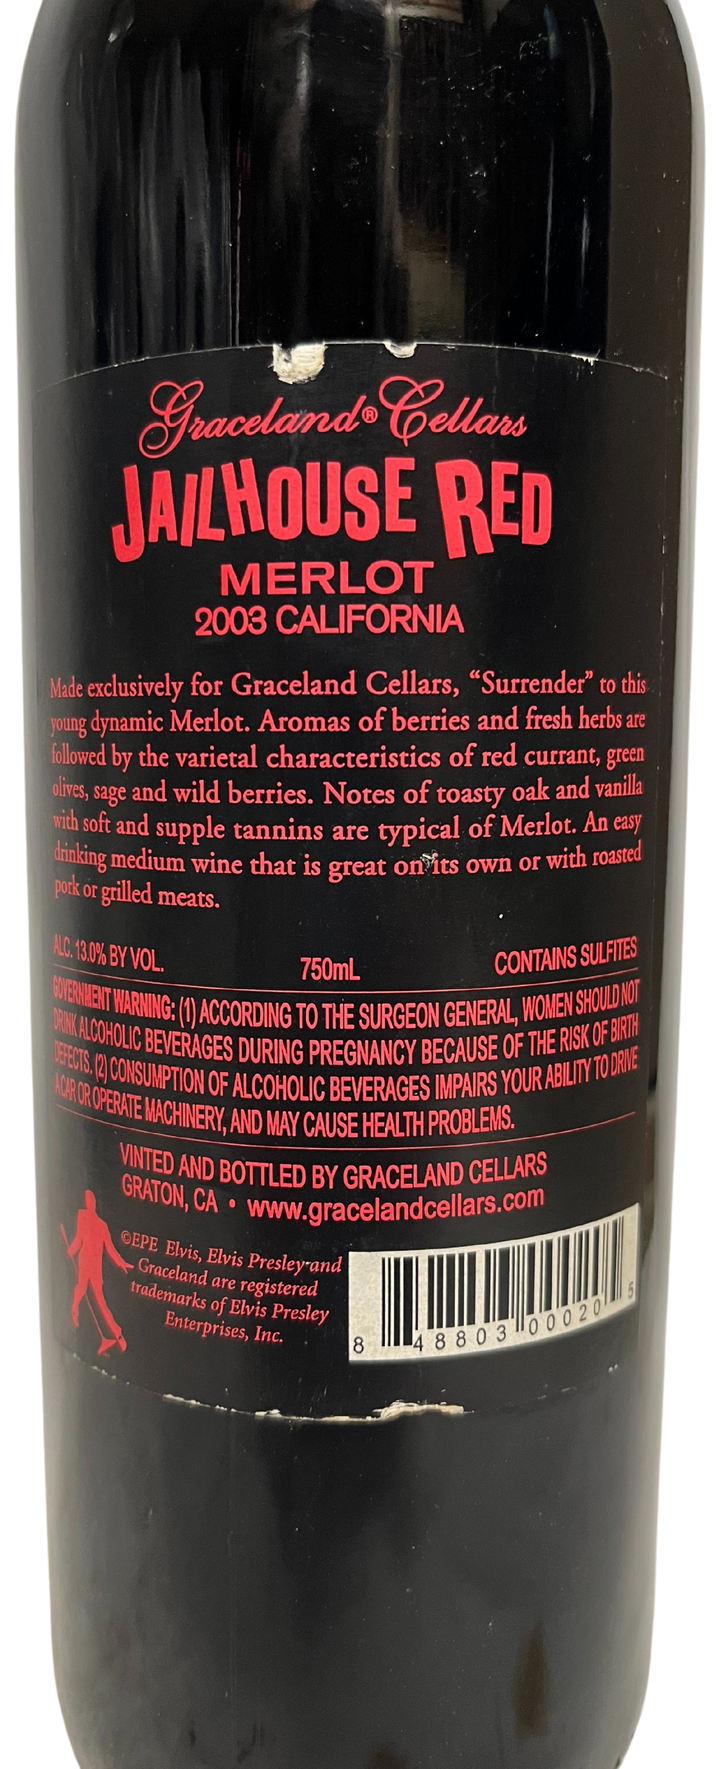 Graceland® Cellars
JAILHOUSE RED
MERLOT
2003 CALIFORNIA
Made exclusively for Graceland Cellars, “Surrender” to this
young dynamic Merlot. Aromas of berries and fresh herbs are
followed by the varietal characteristics of red currant, green
olives, sage and wild berries. Notes of toasty oak and vanilla
with soft and supple tannins are typical of Merlot. An easy
drinking medium wine that is great on its own or with roasted
pork or grilled meats.
ALC. 13.0% BY VOL. 750mL CONTAINS SULFITES
GOVERNMENT WARNING: (1) ACCORDING TO THE SURGEON GENERAL, WOMEN SHOULD NOT
DRINK ALCOHOLIC BEVERAGES DURING PREGNANCY BECAUSE OF THE RISK OF BIRTH
DEFECTS. (2) CONSUMPTION OF ALCOHOLIC BEVERAGES IMPAIRS YOUR ABILITY TO DRIVE
A CAR OR OPERATE MACHINERY, AND MAY CAUSE HEALTH PROBLEMS.
VINTED AND BOTTLED BY GRACELAND CELLARS
GRATON, CA • www.gracelandcellars.com
©EPE Elvis, Elvis Presley and
Graceland are registered
trademarks of Elvis Presley
Enterprises, Inc.
8 48803 00020 5